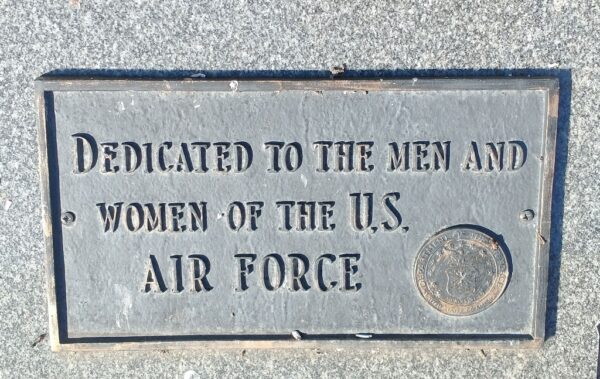 DEDICATED TO THE MEN AND
WOMEN OF THE U.S.
AIR FORCE